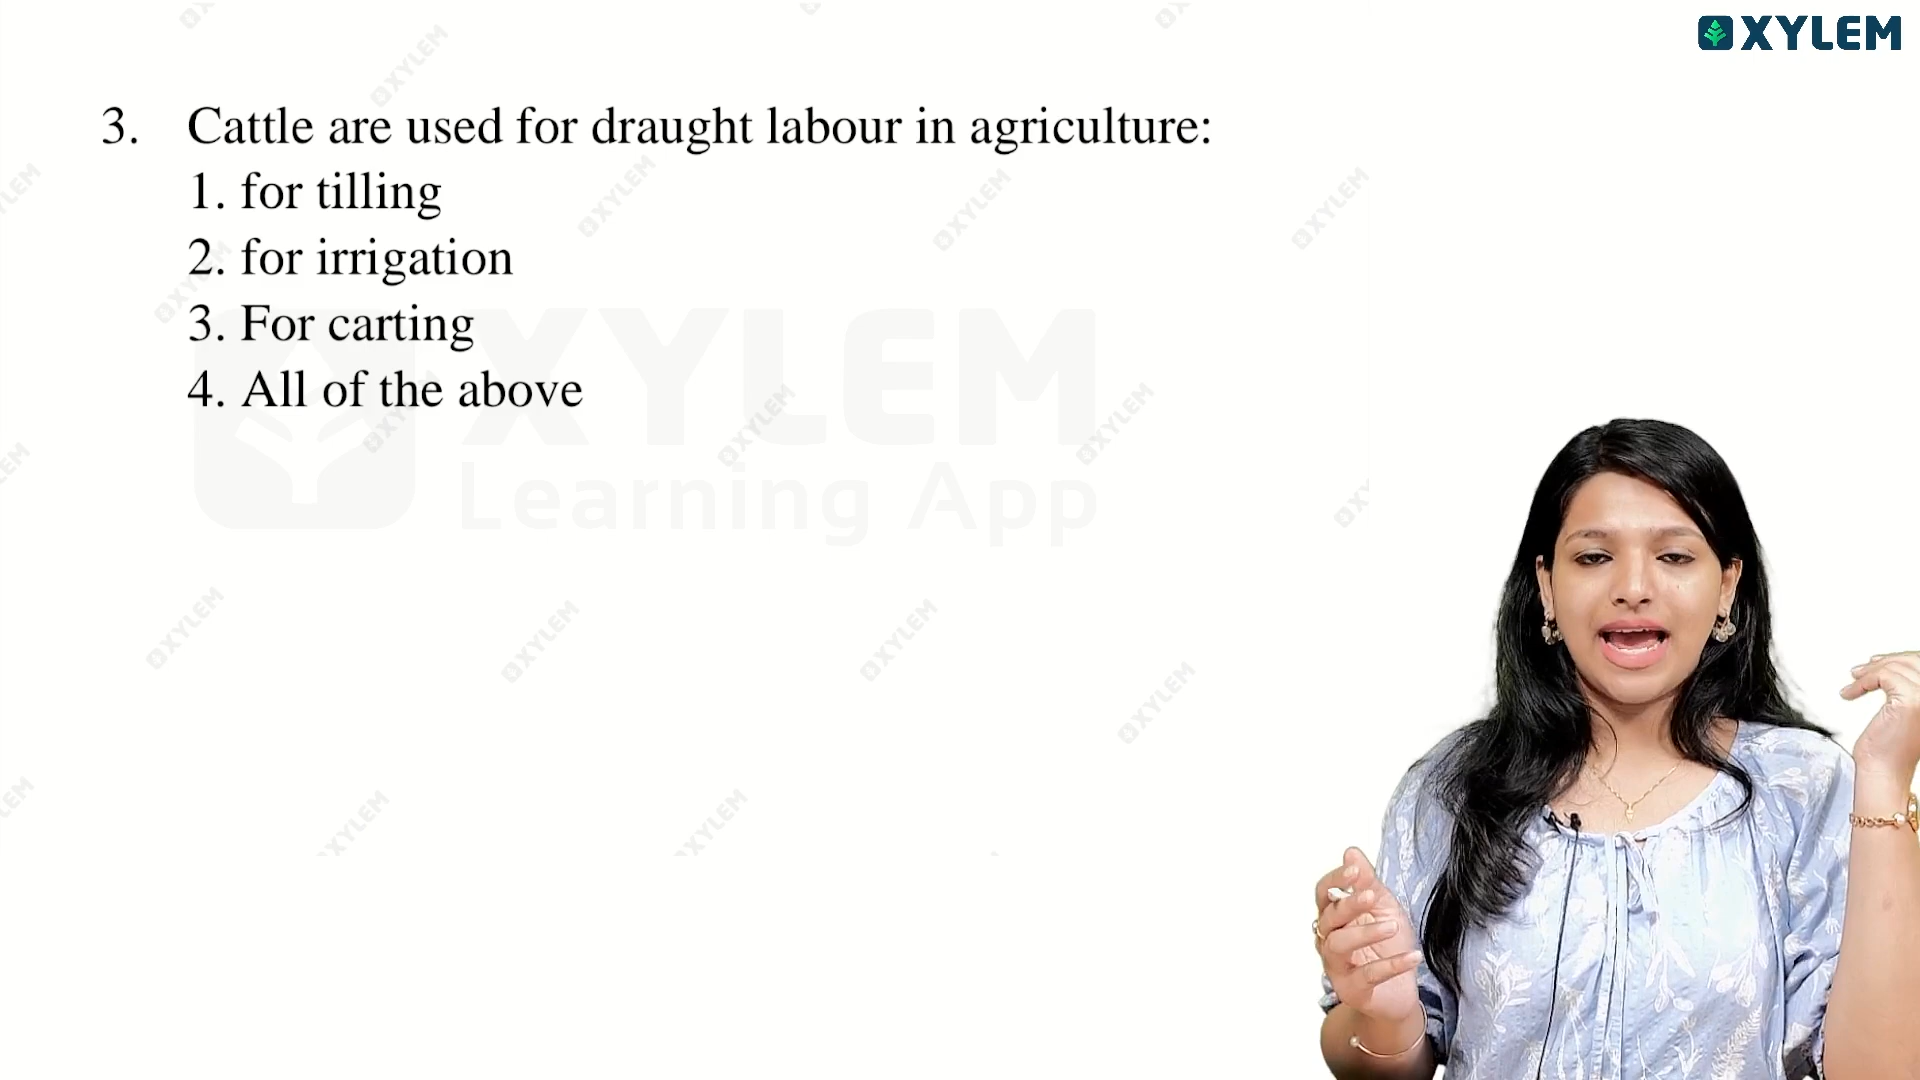 XYLEM
3. Cattle are used for draught labour in agriculture:
1. for tilling
2. for irrigation
3. For carting
4. All of the above
XYLEM
Learning App